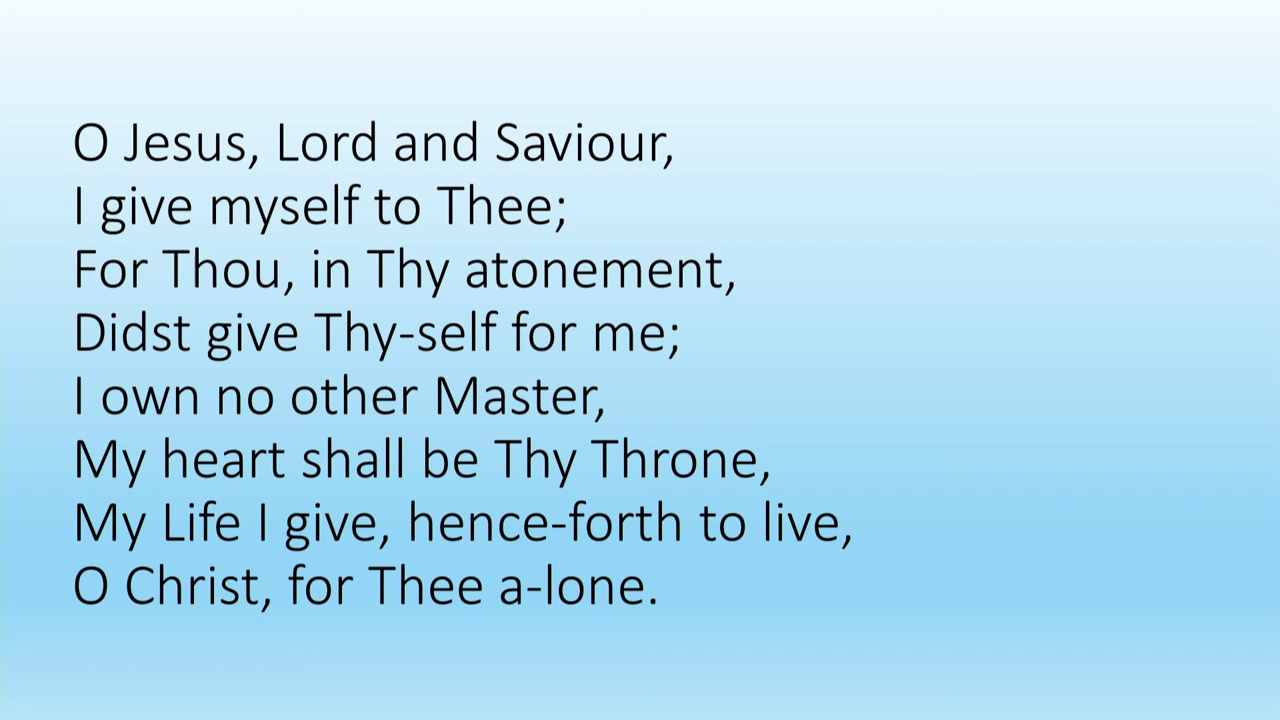 O Jesus, Lord and Saviour,
I give myself to Thee;
For Thou, in Thy atonement,
Didst give Thy-self for me;
I own no other Master,
My heart shall be Thy Throne,
My Life I give, hence-forth to live,
O Christ, for Thee a-lone.